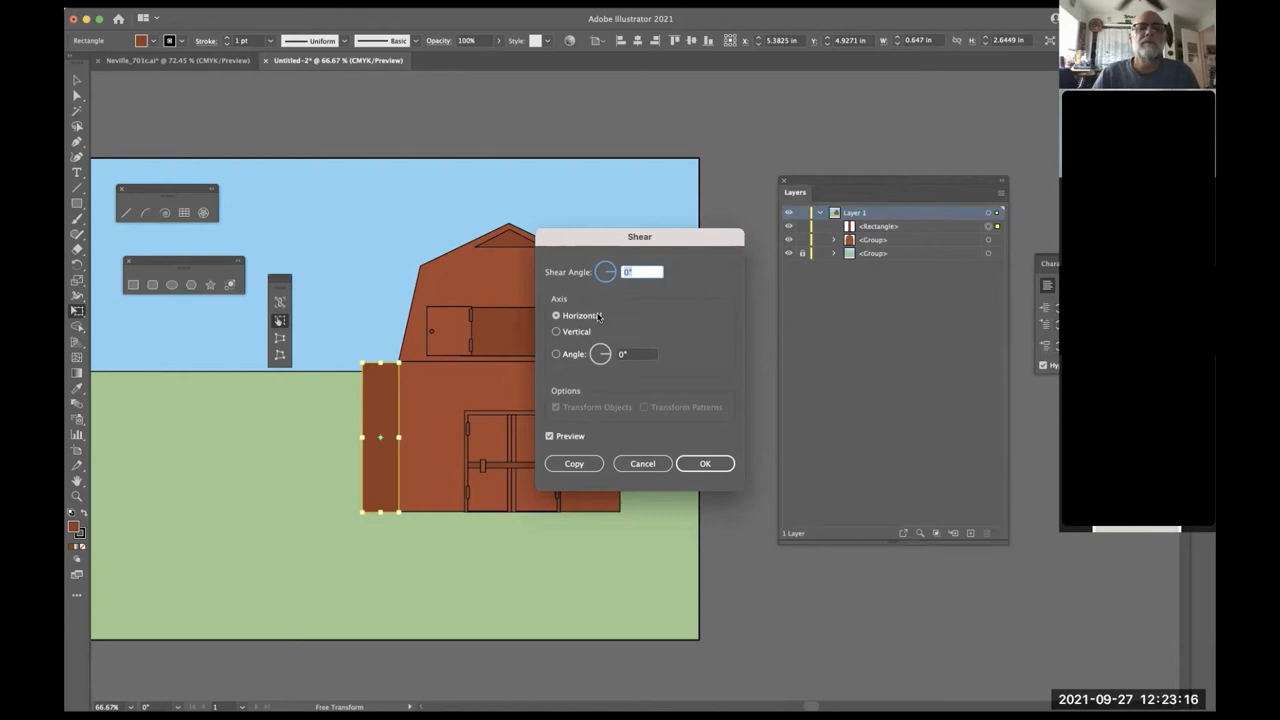 Adobe Illustrator 2021
Rectangle Stroke: 1 pt Uniform Basic Opacity: 100% Style: X: 5.3825 in Y: 4.9271 in W: 0.647 in H: 2.6449 in
× Neville_701c.ai* @ 72.45 % (CMYK/Preview) × Untitled-2* @ 66.67 % (CMYK/Preview)
Layers
Layer 1
<Rectangle>
<Group>
<Group>
Shear
Shear Angle: 0°
Axis
Horizontal
Vertical
Angle: 0°
Options
Transform Objects Transform Patterns
Preview
Copy Cancel OK
Chara
Hy
1 Layer
66.67% 0° 1 Free Transform
2021-09-27 12:23:16